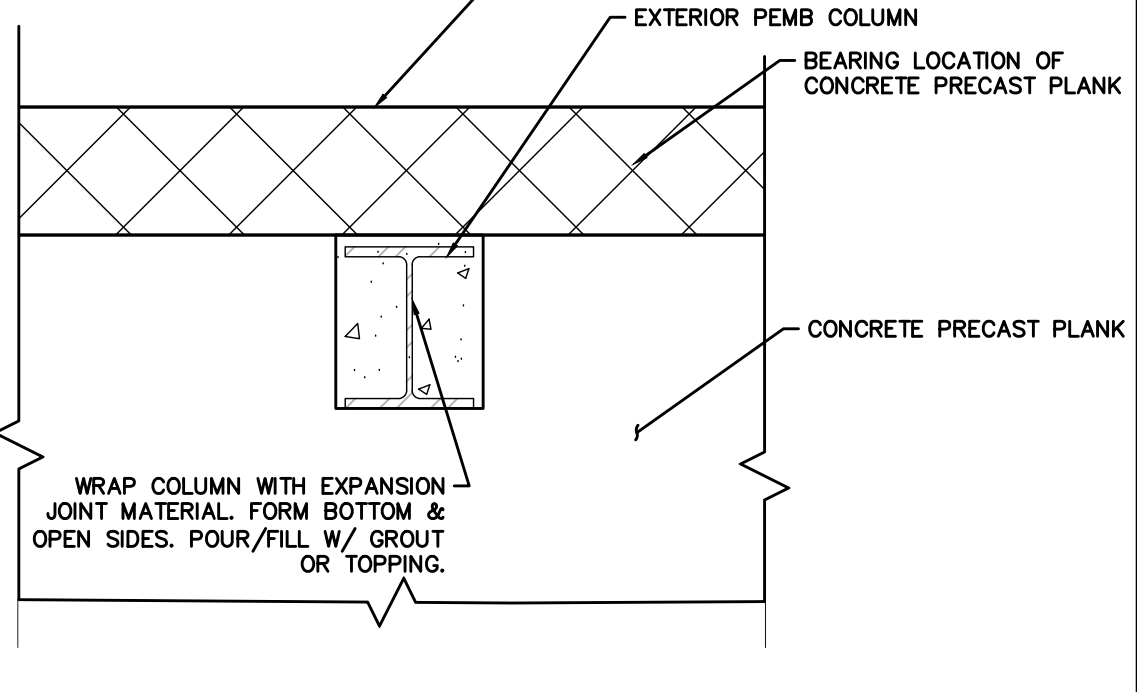 EXTERIOR PEMB COLUMN
BEARING LOCATION OF
CONCRETE PRECAST PLANK
CONCRETE PRECAST PLANK
WRAP COLUMN WITH EXPANSION
JOINT MATERIAL. FORM BOTTOM &
OPEN SIDES. POUR/FILL W/ GROUT
OR TOPPING.